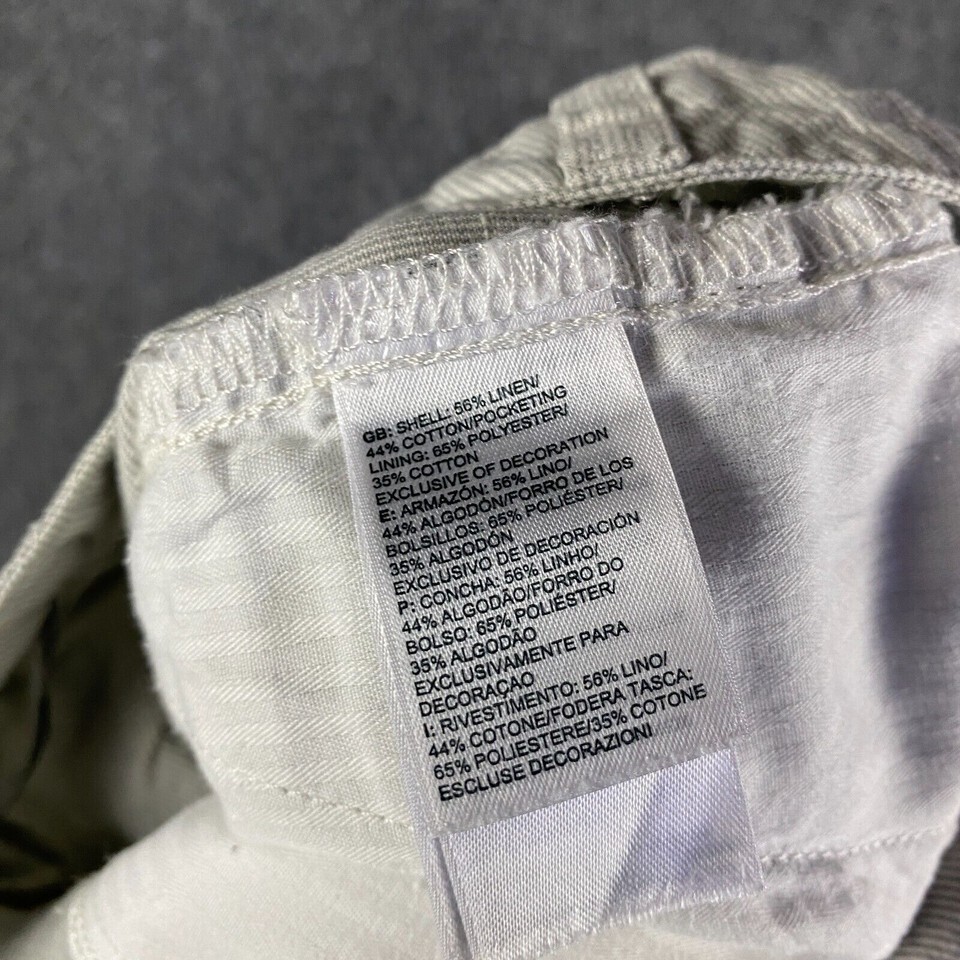 GB: SHELL: 56% LINEN/
44% COTTON/POCKETING
LINING: 65% POLYESTER/
35% COTTON
EXCLUSIVE OF DECORATION
E: ARMAZÓN: 56% LINO/
44% ALGODÓN/FORRO DE LOS
BOLSILLOS: 65% POLIÉSTER/
35% ALGODÓN
EXCLUSIVO DE DECORACIÓN
P: CONCHA: 56% LINHO/
44% ALGODÃO/FORRO DO
BOLSO: 65% POLIÉSTER/
35% ALGODÃO
EXCLUSIVAMENTE PARA
DECORAÇAO
I: RIVESTIMENTO: 56% LINO/
44% COTONE/FODERA TASCA:
65% POLIESTERE/35% COTONE
ESCLUSE DECORAZIONI